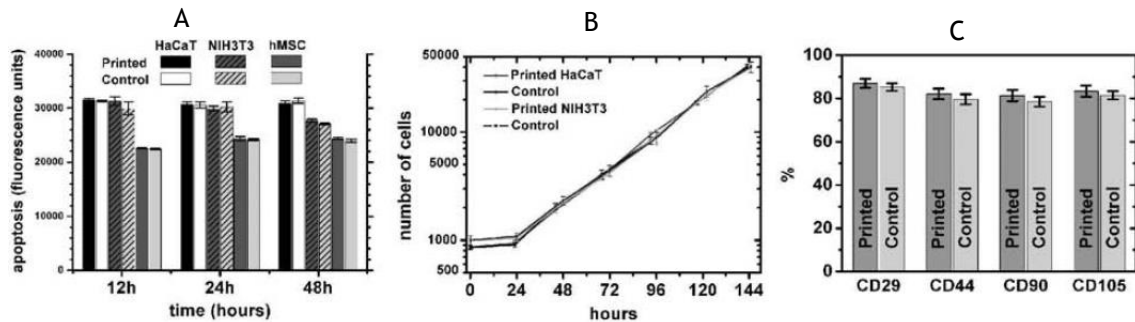 A
HaCaT NIH3T3 hMSC
Printed
Control
40000
30000
20000
10000
0
apoptosis (fluorescence units)
12h 24h 48h
time (hours)
B
50000
10000
1000
500
number of cells
Printed HaCaT
Control
Printed NIH3T3
Control
0 24 48 72 96 120 144
hours
C
100
80
60
40
20
0
%
Printed Control Printed Control Printed Control Printed Control
CD29 CD44 CD90 CD105